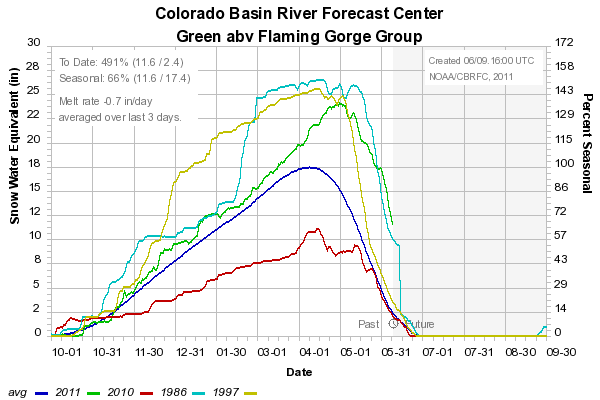 Colorado Basin River Forecast Center
Green abv Flaming Gorge Group
To Date: 491% (11.6 / 2.4)
Seasonal: 66% (11.6 / 17.4)
Melt rate -0.7 in/day
averaged over last 3 days.
Created 06/09.16:00 UTC
NOAA/CBRFC, 2011
Snow Water Equivalent (in)
30
28
26
24
22
20
18
15
12
10
8
5
2
0
Percent Seasonal
172
158
143
129
115
100
86
72
57
43
29
14
0
Past
Future
10-01 10-31 11-30 12-31 01-30 03-01 04-01 05-01 05-31 07-01 07-31 08-30 09-30
Date
avg 2011 2010 1986 1997